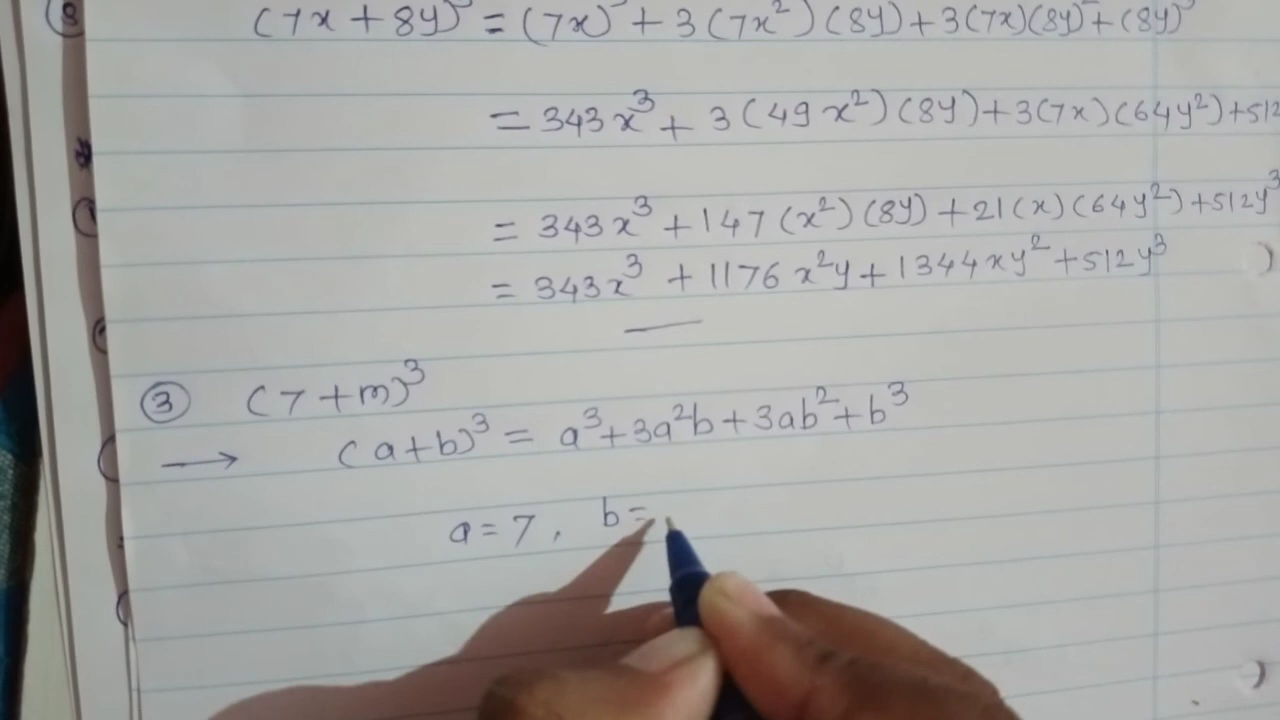 (7x + 8y)³ = (7x)³ + 3(7x²)(8y) + 3(7x)(8y)² + (8y)³
= 343x³ + 3(49x²)(8y) + 3(7x)(64y²) + 512
= 343x³ + 147(x²)(8y) + 21(x)(64y²) + 512y³
= 343x³ + 1176x²y + 1344xy² + 512y³
③ (7+m)³
→ (a+b)³ = a³ + 3a²b + 3ab² + b³
a = 7, b =